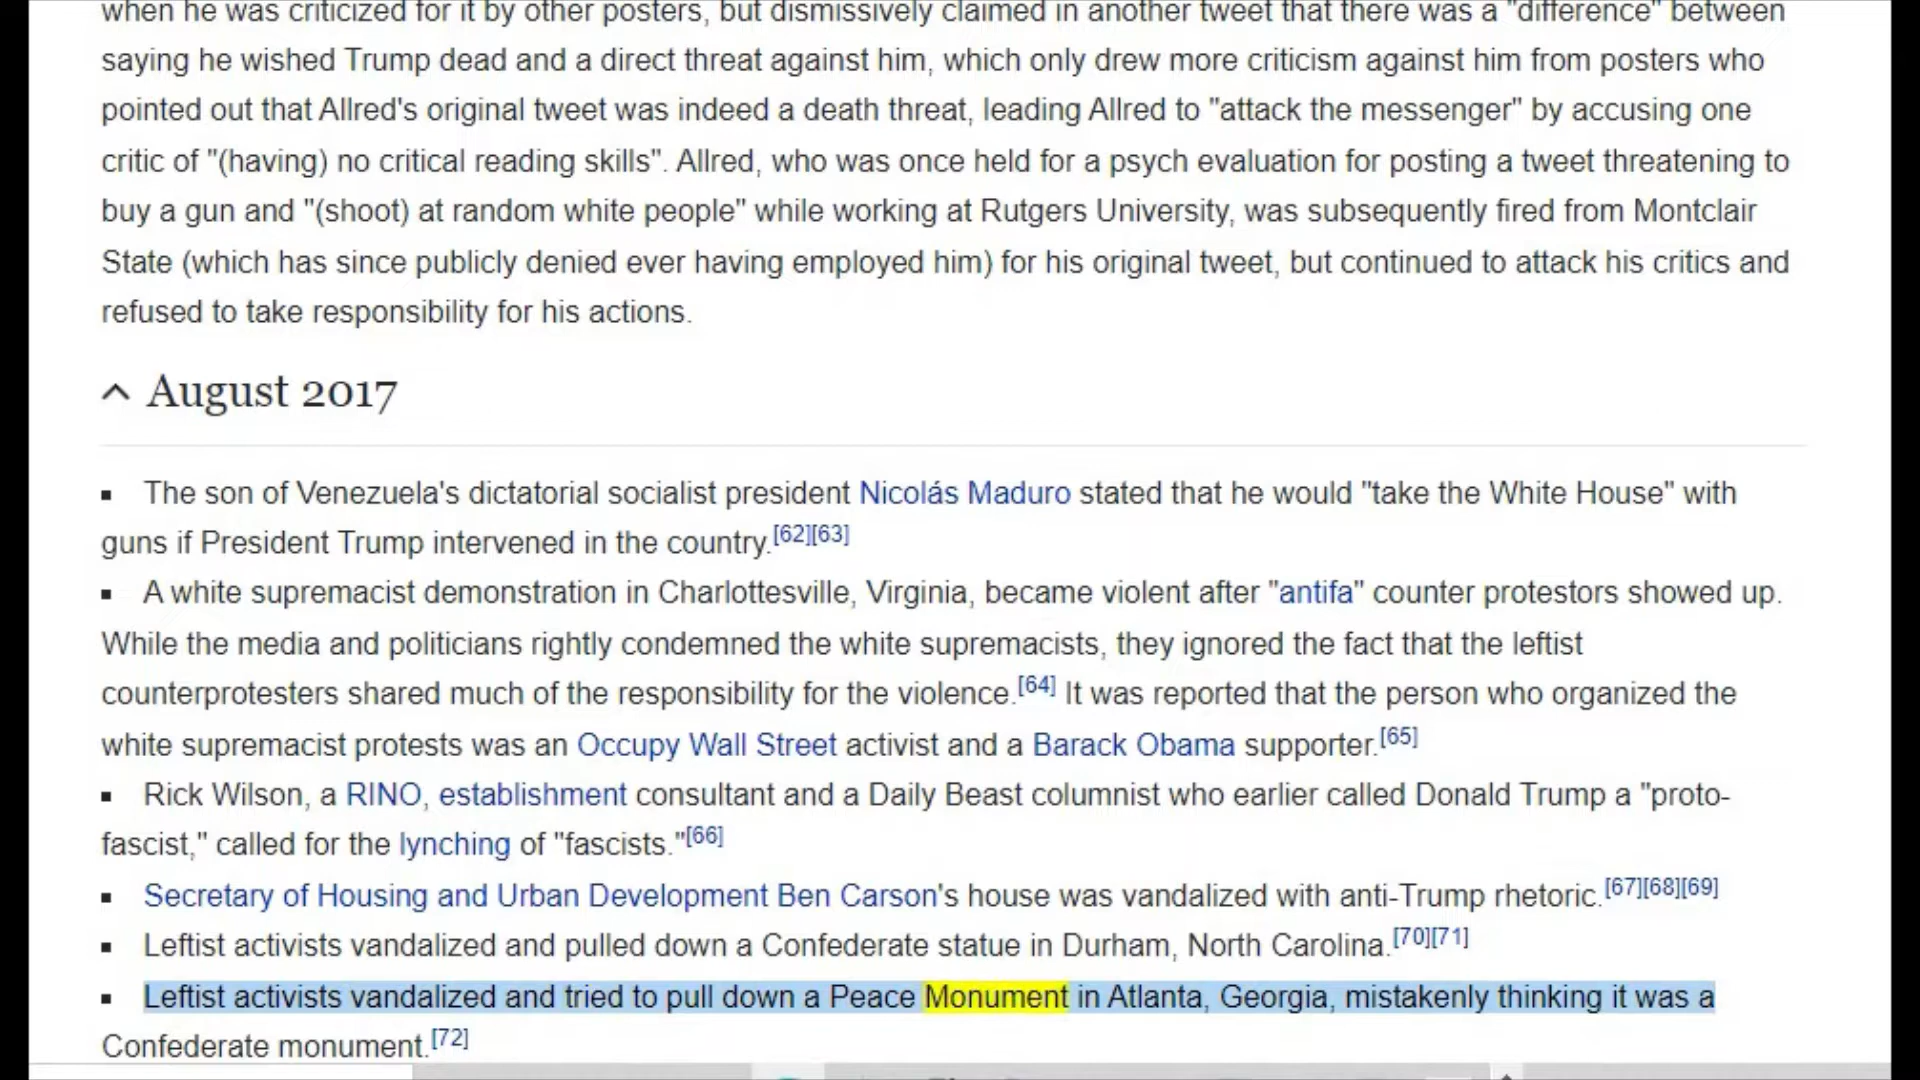 when he was criticized for it by other posters, but dismissively claimed in another tweet that there was a "difference" between
saying he wished Trump dead and a direct threat against him, which only drew more criticism against him from posters who
pointed out that Allred's original tweet was indeed a death threat, leading Allred to "attack the messenger" by accusing one
critic of "(having) no critical reading skills". Allred, who was once held for a psych evaluation for posting a tweet threatening to
buy a gun and "(shoot) at random white people" while working at Rutgers University, was subsequently fired from Montclair
State (which has since publicly denied ever having employed him) for his original tweet, but continued to attack his critics and
refused to take responsibility for his actions.
August 2017
The son of Venezuela's dictatorial socialist president Nicolás Maduro stated that he would "take the White House" with
guns if President Trump intervened in the country.[62][63]
A white supremacist demonstration in Charlottesville, Virginia, became violent after "antifa" counter protestors showed up.
While the media and politicians rightly condemned the white supremacists, they ignored the fact that the leftist
counterprotesters shared much of the responsibility for the violence.[64] It was reported that the person who organized the
white supremacist protests was an Occupy Wall Street activist and a Barack Obama supporter.[65]
Rick Wilson, a RINO, establishment consultant and a Daily Beast columnist who earlier called Donald Trump a "proto-
fascist," called for the lynching of "fascists."[66]
Secretary of Housing and Urban Development Ben Carson's house was vandalized with anti-Trump rhetoric.[67][68][69]
Leftist activists vandalized and pulled down a Confederate statue in Durham, North Carolina.[70][71]
Leftist activists vandalized and tried to pull down a Peace Monument in Atlanta, Georgia, mistakenly thinking it was a
Confederate monument.[72]